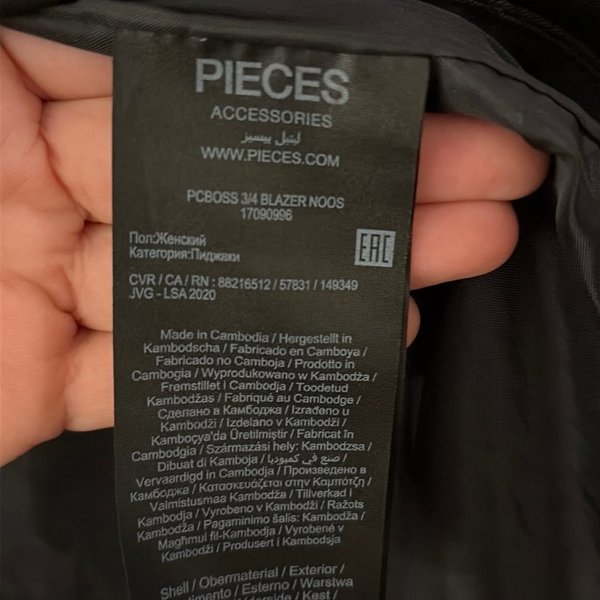 PIECES
ACCESSORIES
ليتيل بيسيز
WWW.PIECES.COM
PCBOSS 3/4 BLAZER NOOS
17090996
Пол:Женский
Категория:Пиджаки
EAC
CVR / CA / RN : 88216512 / 57831 / 149349
JVG - LSA 2020
Made in Cambodia / Hergestellt in
Kambodscha / Fabricado en Camboya /
Fabricado no Camboja / Prodotto in
Cambogia / Wyprodukowano w Kambodża /
Fremstillet i Cambodja / Toodetud
Kambodžas / Fabriqué au Cambodge /
Сделано в Камбоджа / Izrađeno u
Kambodži / Izdelano v Kambodži /
Kamboçya'da Üretilmiştir / Fabricat în
Cambodgia / Származási hely: Kambodzsa /
Dibuat di Kamboja / صنع في كمبوديا /
Vervaardigd in Cambodja / Произведено в
Камбоджа / Κατασκευάζεται στην Καμπότζη /
Valmistusmaa Kambodža / Tillverkad i
Cambodja / Vyrobeno v Kambodži / Ražots
Kambodža / Pagaminimo šalis: Kambodža /
Magħmul fil-Kambodja / Vyrobené v
Kambodži / Produsert i Kambodsja
Shell / Obermaterial / Exterior /
Esterno / Warstwa